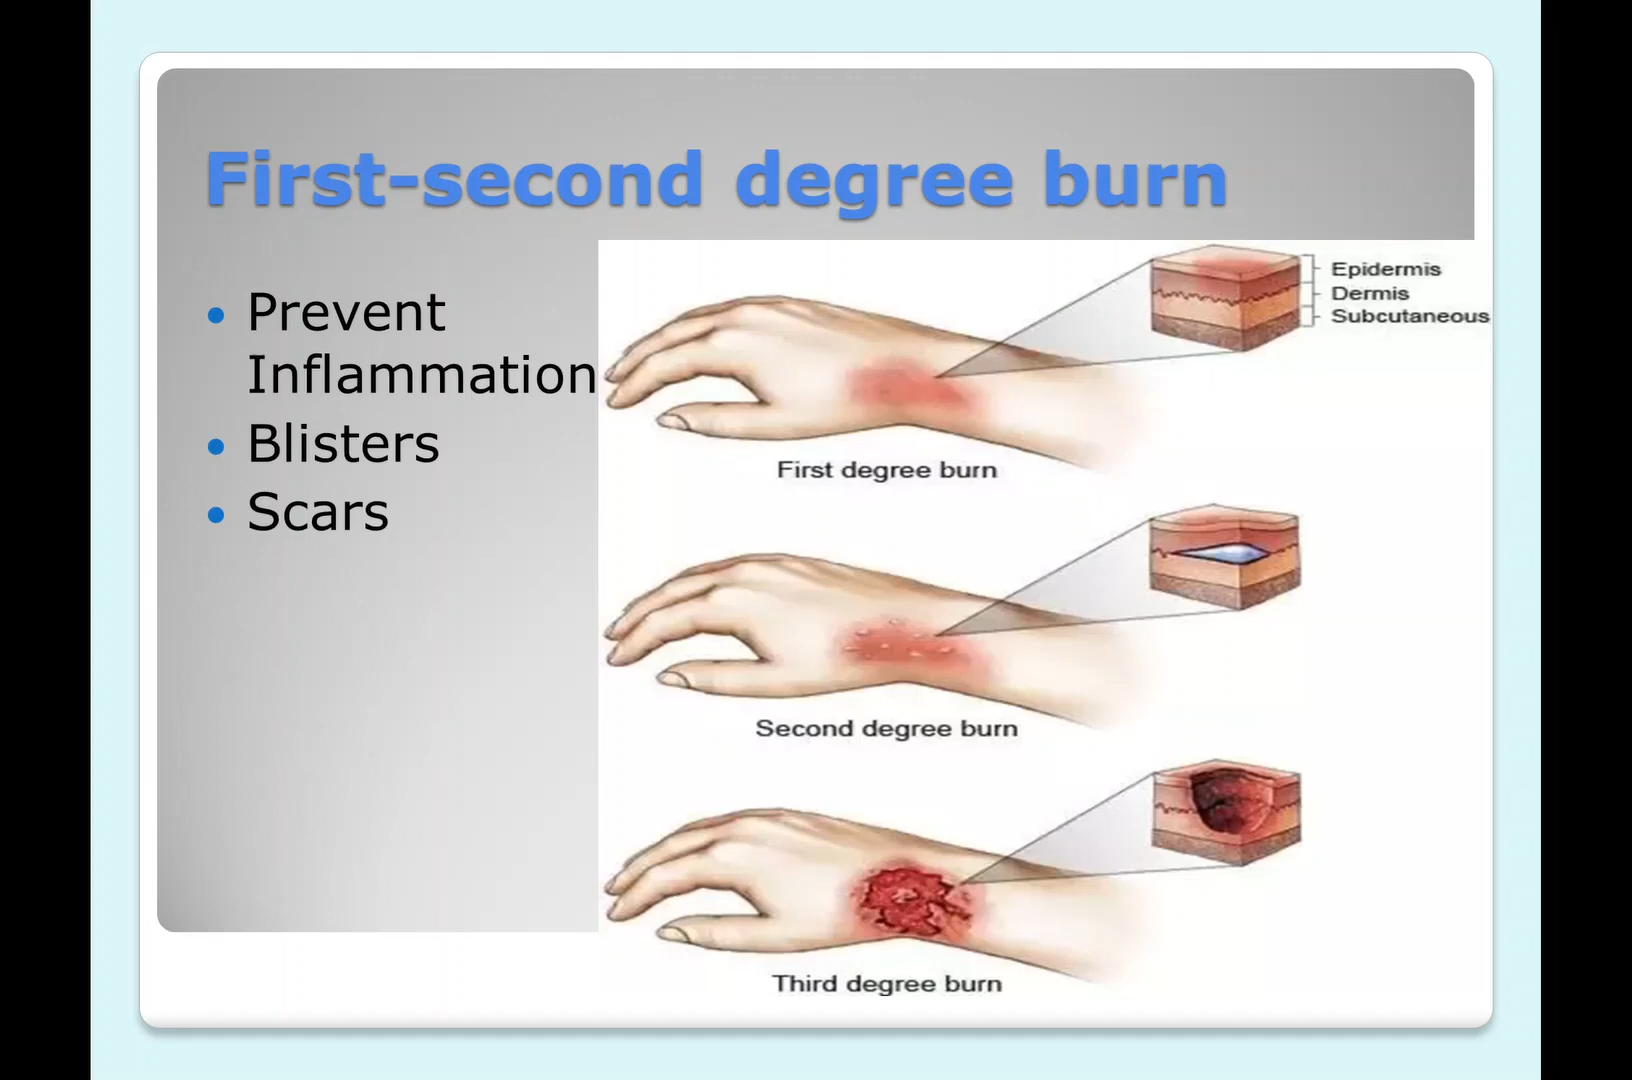 First-second degree burn
Prevent
Inflammation
Blisters
Scars
Epidermis
Dermis
Subcutaneous
First degree burn
Second degree burn
Third degree burn